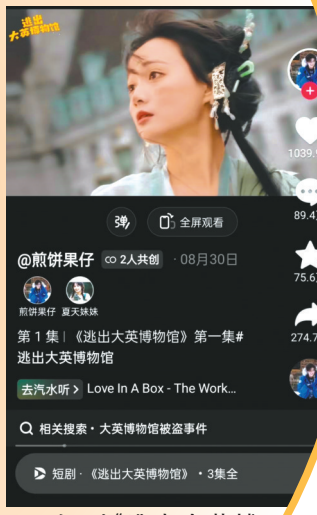 逃出
大英博物馆
1039.
弹
全屏观看
89.4
@煎饼果仔 2人共创 · 08月30日
75.6
煎饼果仔 夏天妹妹
第 1 集 | 《逃出大英博物馆》第一集#
逃出大英博物馆
274.7
去汽水听 > Love In A Box - The Work...
相关搜索 · 大英博物馆被盗事件
短剧 · 《逃出大英博物馆》 · 3集全